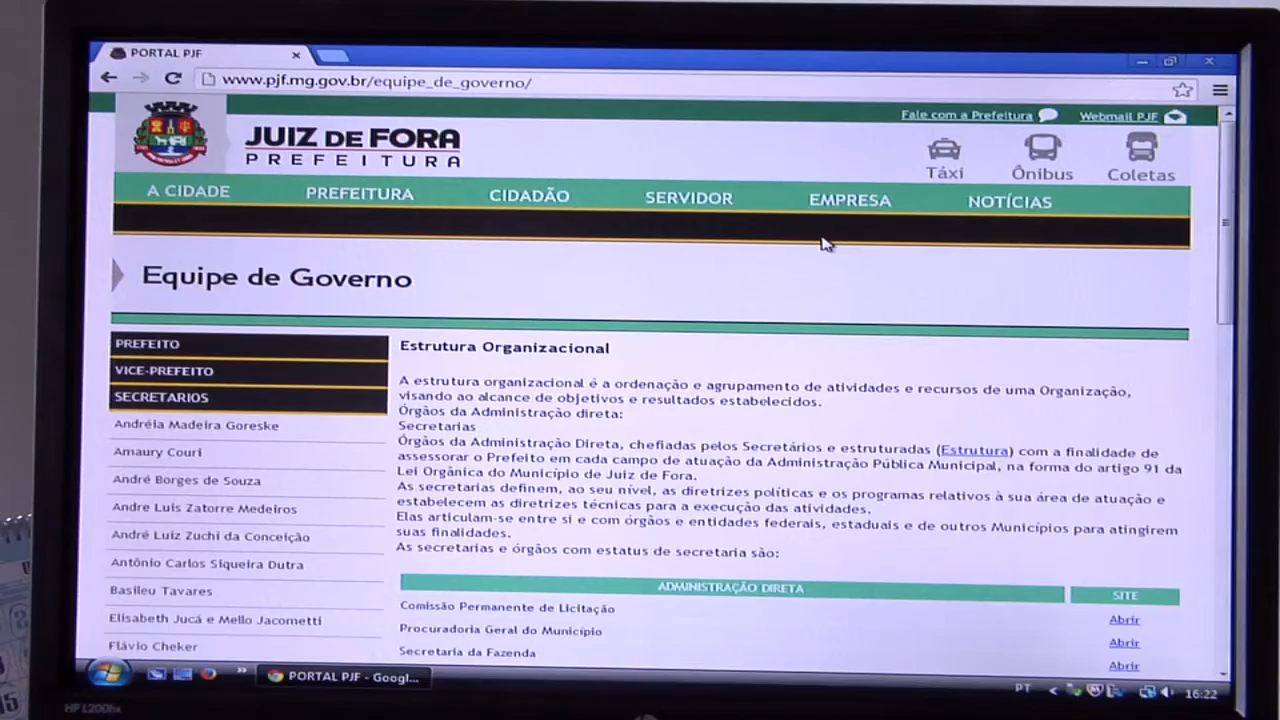 PORTAL PJF
www.pjf.mg.gov.br/equipe_de_governo/
Fale com a Prefeitura
Webmail PJF
JUIZ DE FORA
PREFEITURA
Táxi
Ônibus
Coletas
A CIDADE
PREFEITURA
CIDADÃO
SERVIDOR
EMPRESA
NOTÍCIAS
Equipe de Governo
PREFEITO
VICE-PREFEITO
SECRETARIOS
Andréia Madeira Goreske
Amaury Couri
André Borges de Souza
Andre Luis Zatorre Medeiros
André Luiz Zuchi da Conceição
Antônio Carlos Siqueira Dutra
Basileu Tavares
Elisabeth Jucá e Mello Jacometti
Flávio Cheker
Estrutura Organizacional
A estrutura organizacional é a ordenação e agrupamento de atividades e recursos de uma Organização,
visando ao alcance de objetivos e resultados estabelecidos.
Órgãos da Administração direta:
Secretarias
Órgãos da Administração Direta, chefiadas pelos Secretários e estruturadas (Estrutura) com a finalidade de
assessorar o Prefeito em cada campo de atuação da Administração Pública Municipal, na forma do artigo 91 da
Lei Orgânica do Município de Juiz de Fora.
As secretarias definem, ao seu nível, as diretrizes políticas e os programas relativos à sua área de atuação e
estabelecem as diretrizes técnicas para a execução das atividades.
Elas articulam-se entre si e com órgãos e entidades federais, estaduais e de outros Municípios para atingirem
suas finalidades.
As secretarias e órgãos com estatus de secretaria são:
ADMINISTRAÇÃO DIRETA
SITE
Comissão Permanente de Licitação
Abrir
Procuradoria Geral do Município
Abrir
Secretaria da Fazenda
Abrir
PORTAL PJF - Googl...
PT
16:22
HP L200hx
15